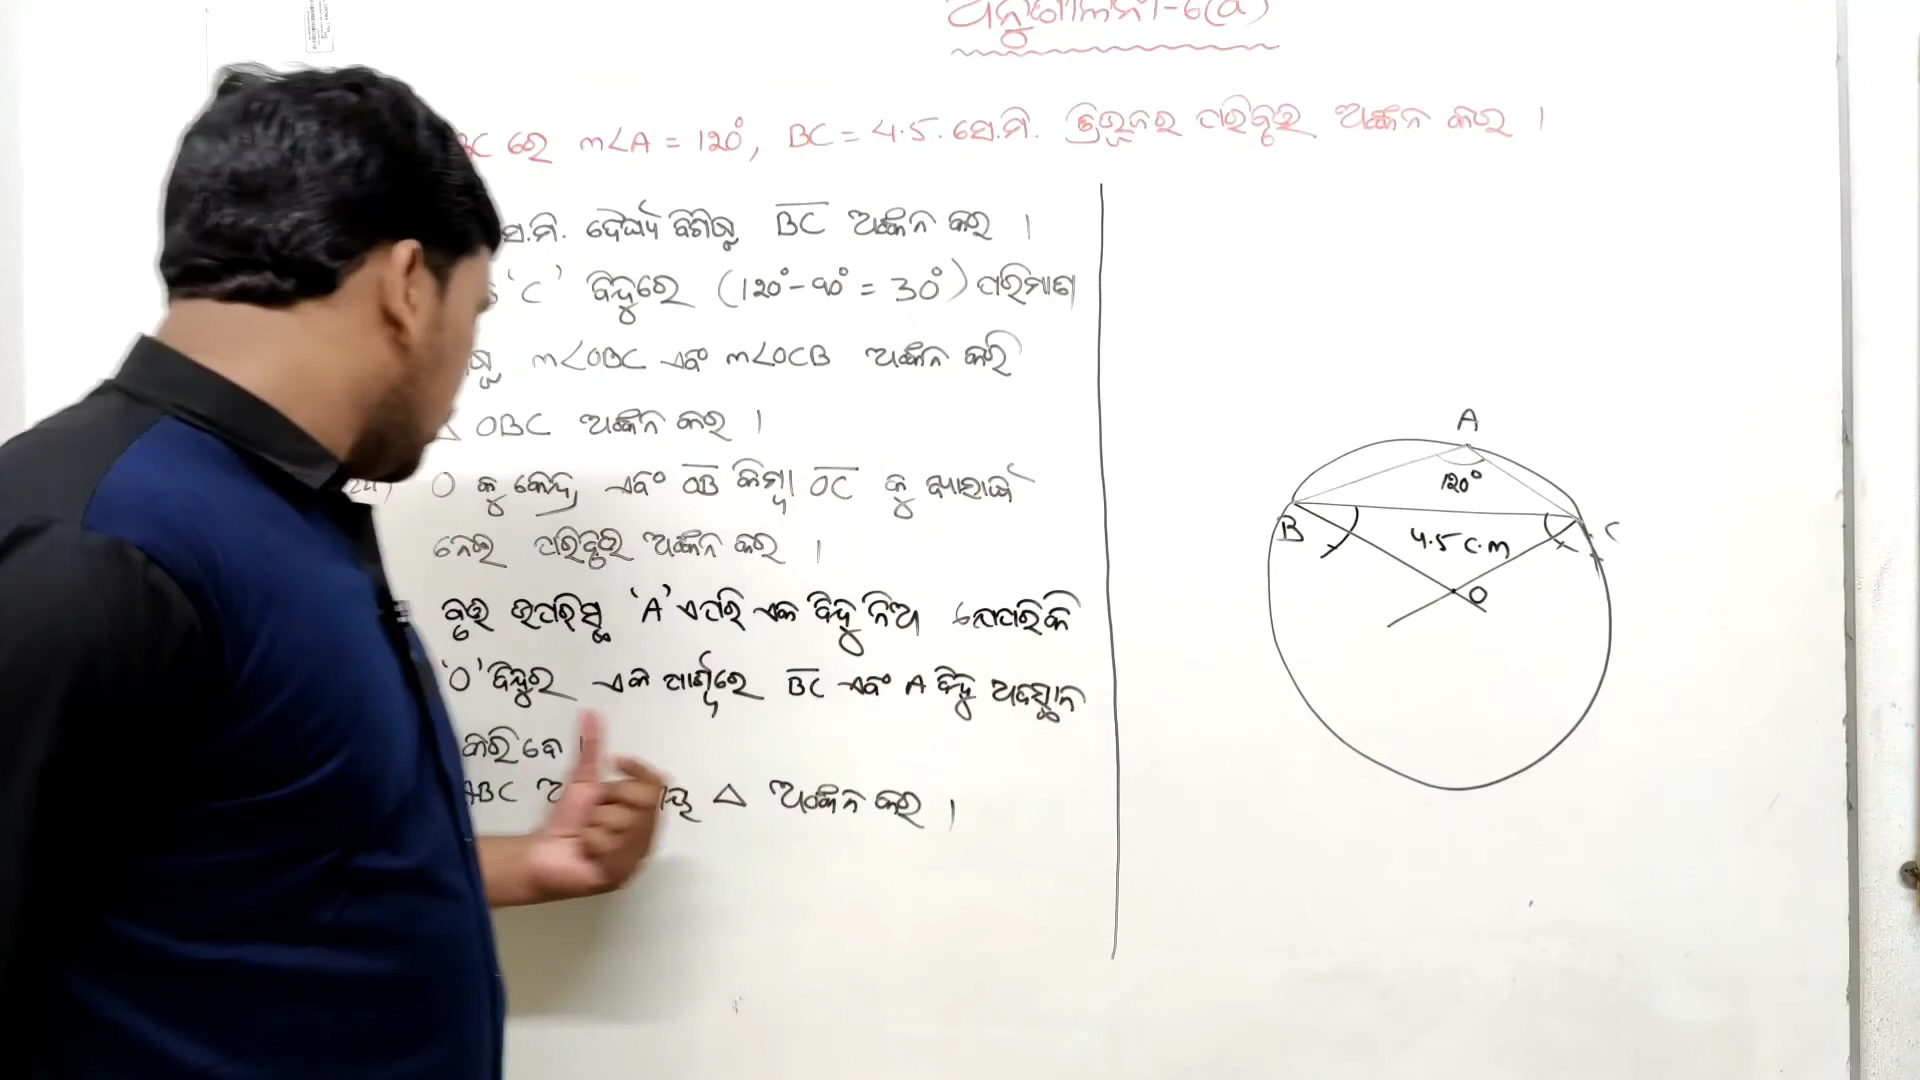 ଅନୁଶୀଳନୀ-6(a)
BC ରେ m∠A = 120°, BC = 4.5 ସେ.ମି. ତ୍ରିଭୁଜର ପରିବୃତ୍ତ ଅଙ୍କନ କର ।
ସେ.ମି. ଦୈର୍ଘ୍ୟ ବିଶିଷ୍ଟ BC ଅଙ୍କନ କର ।
'C' ବିନ୍ଦୁରେ (120°-90° = 30°) ପରିମାଣ
m∠OBC ଏବଂ m∠OCB ଅଙ୍କନ କରି
△ OBC ଅଙ୍କନ କର ।
O କୁ କେନ୍ଦ୍ର ଏବଂ OB କିମ୍ବା OC କୁ ବ୍ୟାସାର୍ଦ୍ଧ
ନେଇ ପରିବୃତ୍ତ ଅଙ୍କନ କର ।
ବୃତ୍ତ ଉପରିସ୍ଥ 'A' ଏପରି ଏକ ବିନ୍ଦୁ ନିଅ ଯେପରିକି
'O' ବିନ୍ଦୁର ଏକ ପାର୍ଶ୍ୱରେ BC ଏବଂ A ବିନ୍ଦୁ ଅବସ୍ଥାନ
କରିବେ ।
ABC △ ଅଙ୍କନ କର ।
A
120°
B
C
4.5 c.m
O